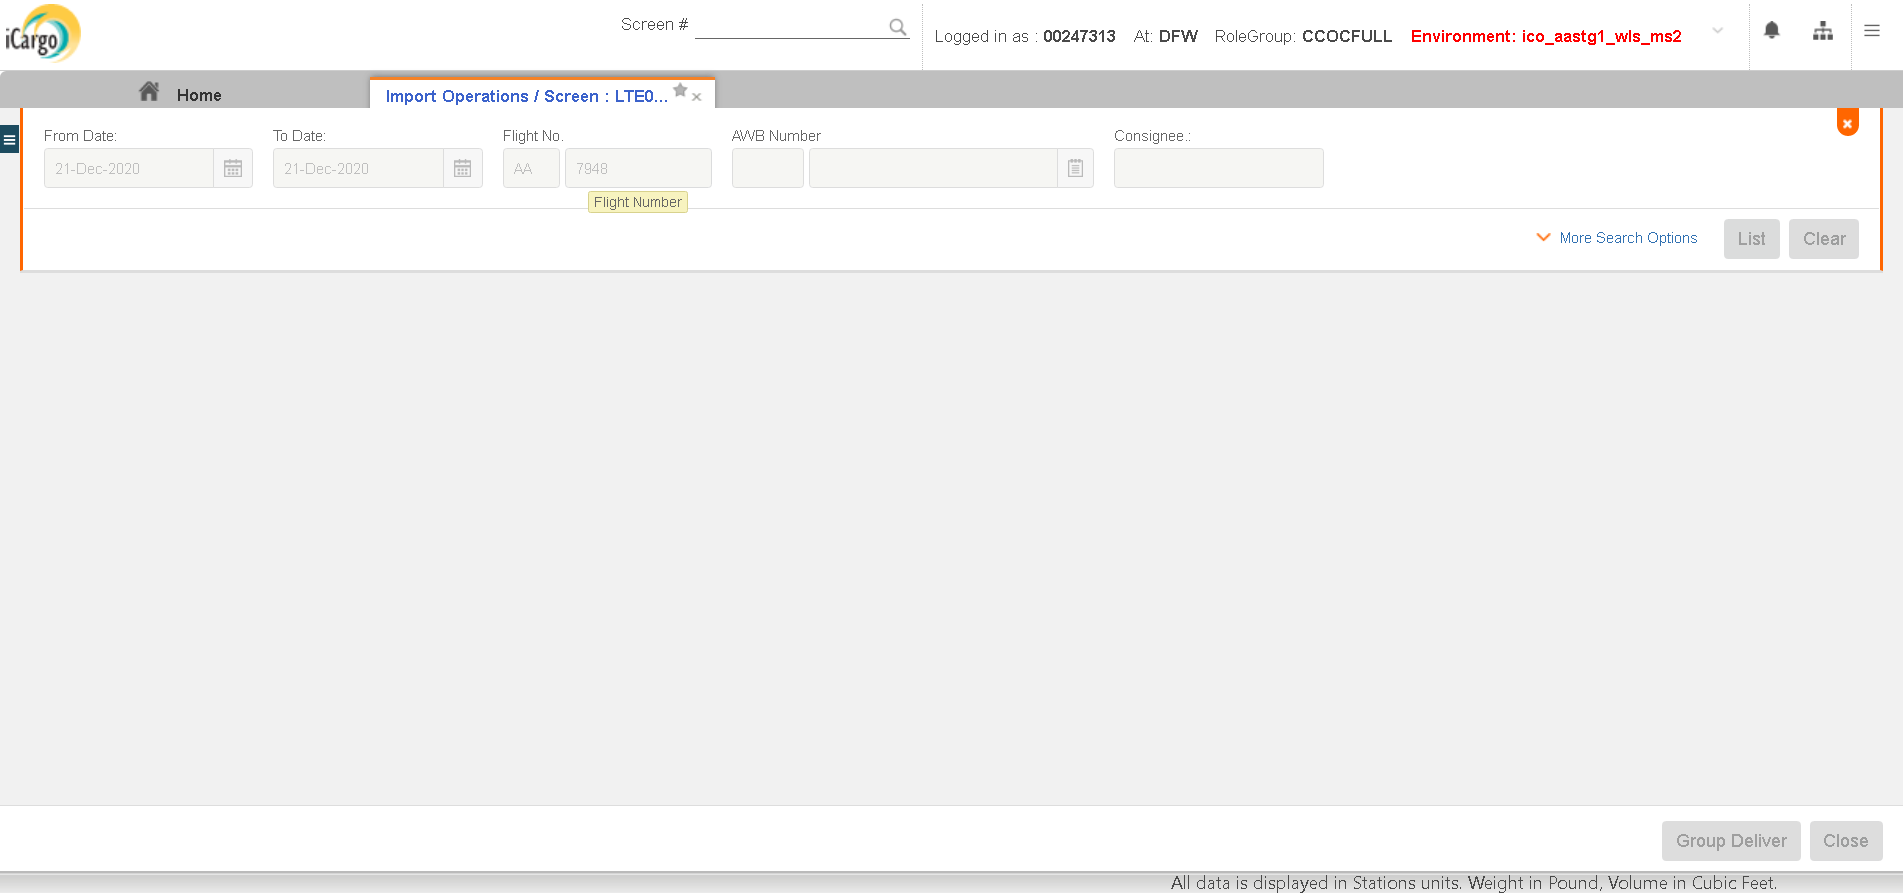 iCargo
Screen #
Logged in as : 00247313 At: DFW RoleGroup: CCOCFULL Environment: ico_aastg1_wls_ms2
Home
Import Operations / Screen : LTE0...
From Date: To Date: Flight No. AWB Number Consignee.:
21-Dec-2020 21-Dec-2020 AA 7948
Flight Number
More Search Options List Clear
Group Deliver Close
All data is displayed in Stations units. Weight in Pound, Volume in Cubic Feet.